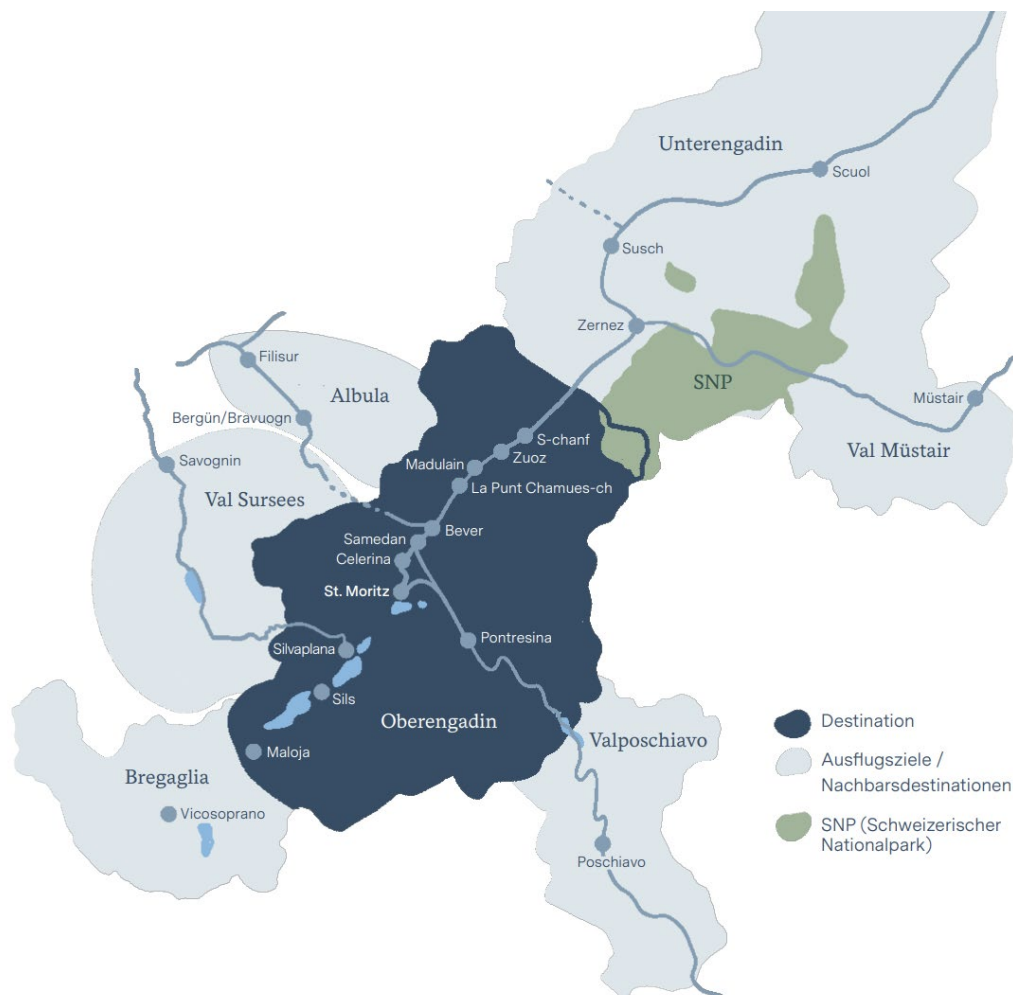 Unterengadin
Scuol
Susch
Zernez
Filisur
SNP
Albula
Müstair
Bergün/Bravuogn
S-chanf
Val Müstair
Zuoz
Savognin
Madulain
Val Sursees
La Punt Chamues-ch
Bever
Samedan
Celerina
St. Moritz
Pontresina
Silvaplana
Sils
Oberengadin
Destination
Valposchiavo
Maloja
Ausflugsziele /
Nachbarsdestinationen
Bregaglia
Vicosoprano
SNP (Schweizerischer
Nationalpark)
Poschiavo